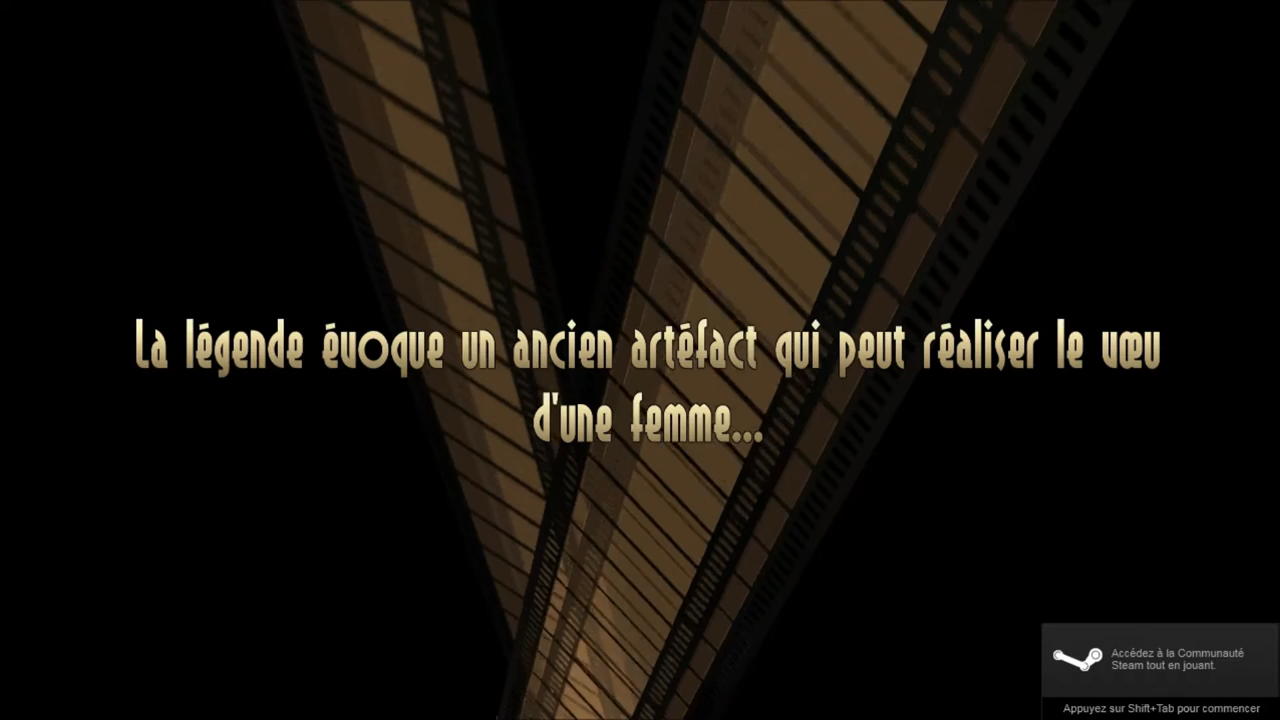 La légende évoque un ancien artéfact qui peut réaliser le vœu
d'une femme...
Accédez à la Communauté
Steam tout en jouant.
Appuyez sur Shift+Tab pour commencer